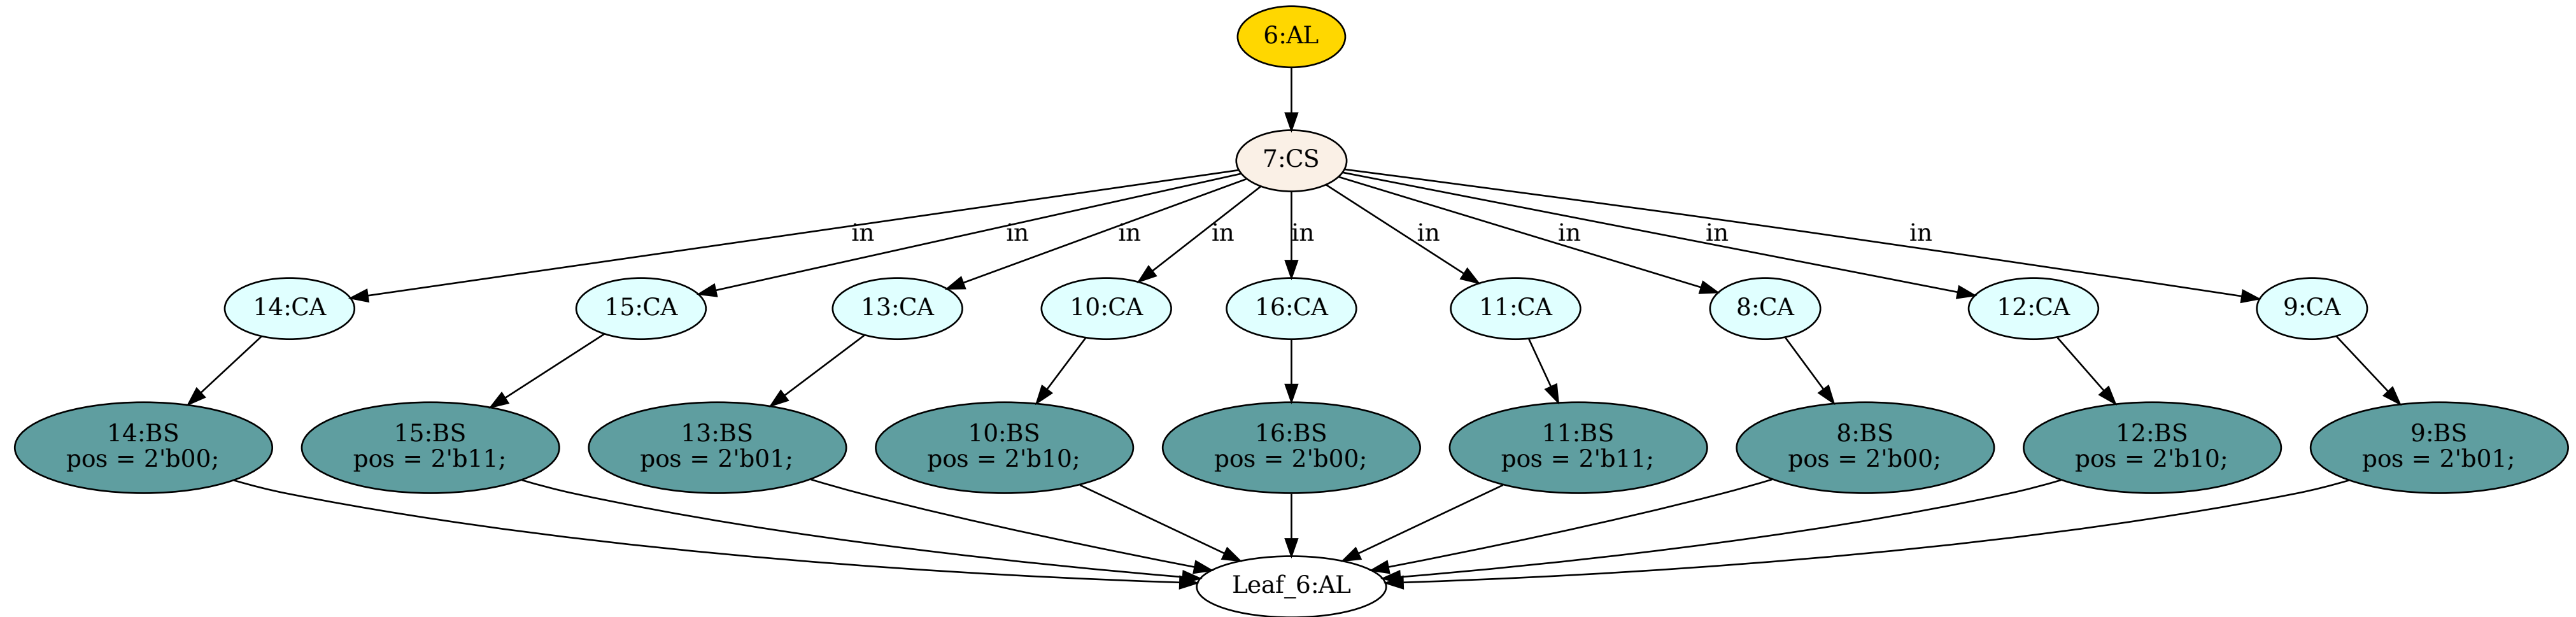 6:AL
7:CS
in in in in in in in in in
14:CA 15:CA 13:CA 10:CA 16:CA 11:CA 8:CA 12:CA 9:CA
14:BS 15:BS 13:BS 10:BS 16:BS 11:BS 8:BS 12:BS 9:BS
pos = 2'b00; pos = 2'b11; pos = 2'b01; pos = 2'b10; pos = 2'b00; pos = 2'b11; pos = 2'b00; pos = 2'b10; pos = 2'b01;
Leaf_6:AL